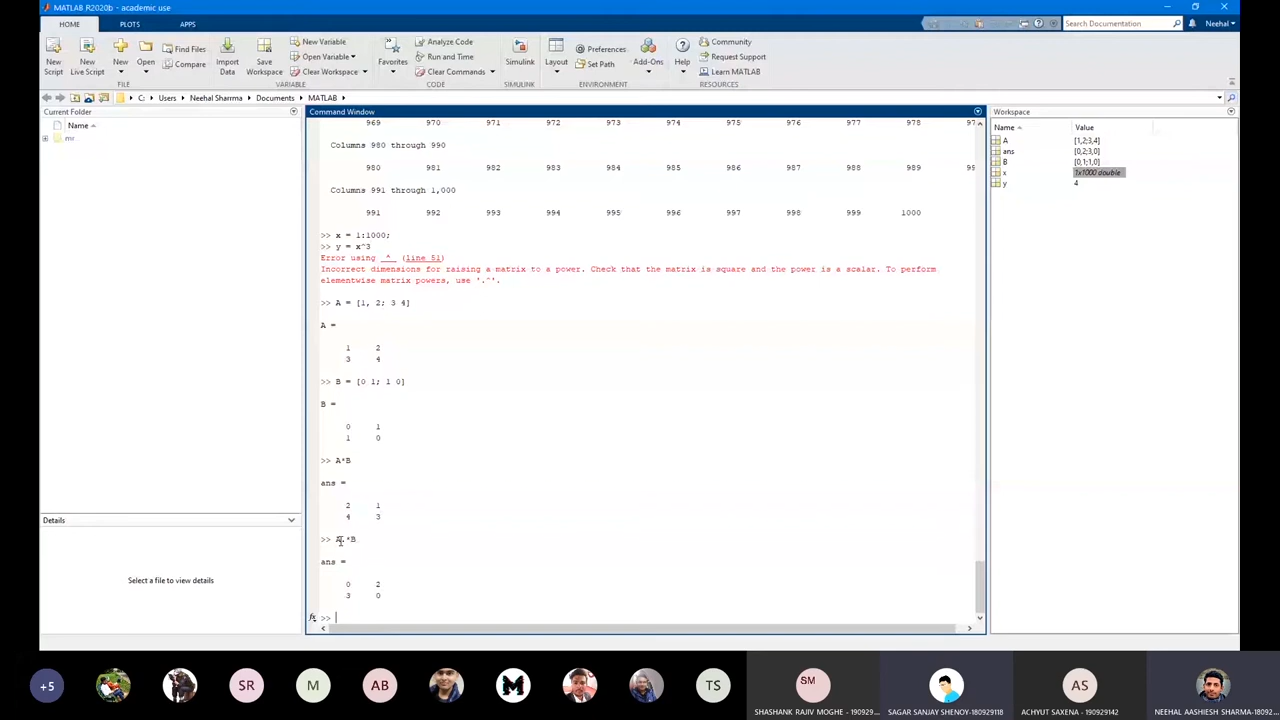 MATLAB R2020b - academic use
HOME PLOTS APPS
Search Documentation Neehal
New Script
New Live Script
New
Open
Find Files
Compare
FILE
Import Data
Save Workspace
New Variable
Open Variable
Clear Workspace
VARIABLE
Favorites
Analyze Code
Run and Time
Clear Commands
CODE
Simulink
SIMULINK
Layout
Preferences
Set Path
Add-Ons
ENVIRONMENT
Help
Community
Request Support
Learn MATLAB
RESOURCES
C: Users Neehal Sharma Documents MATLAB
Current Folder
Name
mr
Details
Select a file to view details
Command Window
969 970 971 972 973 974 975 976 977 978 97
Columns 980 through 990
980 981 982 983 984 985 986 987 988 989 99
Columns 991 through 1,000
991 992 993 994 995 996 997 998 999 1000
>> x = 1:1000;
>> y = x^3
Error using ^ (line 51)
Incorrect dimensions for raising a matrix to a power. Check that the matrix is square and the power is a scalar. To perform
elementwise matrix powers, use '.^'.
>> A = [1, 2; 3 4]
A =
1 2
3 4
>> B = [0 1; 1 0]
B =
0 1
1 0
>> A*B
ans =
2 1
4 3
>> A.*B
ans =
0 2
3 0
fx >>
Workspace
Name Value
A [1,2;3,4]
ans [0,2;3,0]
B [0,1;1,0]
x 1x1000 double
y 4
+5
SR
M
AB
M
TS
SM
SHASHANK RAJIV MOGHE - 190929...
SAGAR SANJAY SHENOY-180929118
AS
ACHYUT SAXENA - 190929142
NEEHAL AASHIESH SHARMA-18092...